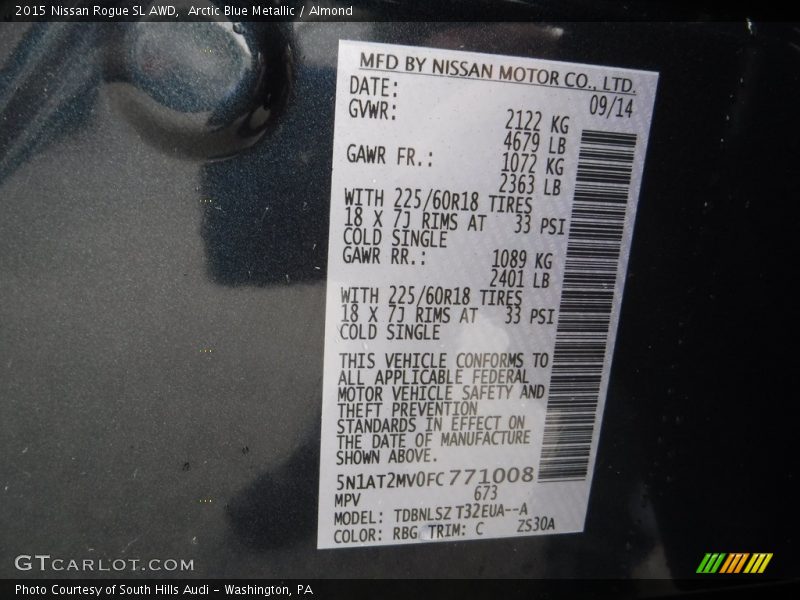 2015 Nissan Rogue SL AWD,  Arctic Blue Metallic / Almond
MFD BY NISSAN MOTOR CO., LTD.
DATE: 09/14
GVWR: 2122 KG
4679 LB
GAWR FR.: 1072 KG
2363 LB
WITH 225/60R18 TIRES
18 X 7J RIMS AT 33 PSI
COLD SINGLE
GAWR RR.: 1089 KG
2401 LB
WITH 225/60R18 TIRES
18 X 7J RIMS AT 33 PSI
COLD SINGLE
THIS VEHICLE CONFORMS TO
ALL APPLICABLE FEDERAL
MOTOR VEHICLE SAFETY AND
THEFT PREVENTION
STANDARDS IN EFFECT ON
THE DATE OF MANUFACTURE
SHOWN ABOVE.
5N1AT2MV0FC771008
MPV 673
MODEL: TDBNLSZ T32EUA--A
COLOR: RBG TRIM: C ZS30A
GTCARLOT.COM
Photo Courtesy of South Hills Audi - Washington, PA